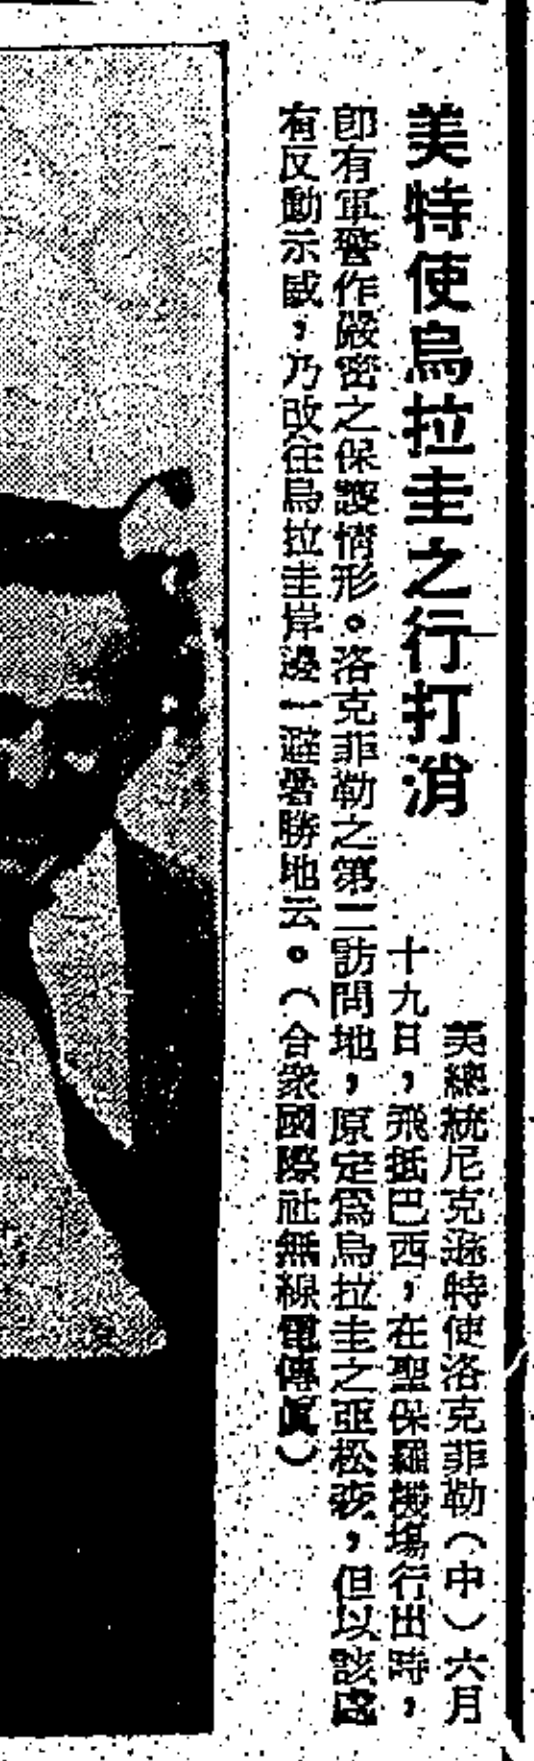 美特使烏拉圭之行打消
美總統尼克遜特使洛克菲勒（中）六月
十九日，飛抵巴西，在聖保羅機場行出時，
即有軍警作嚴密之保護情形。洛克菲勒之第二訪問地，原定爲烏拉圭之亞松森，但以該處
有反動示威，乃改往烏拉圭岸邊一避暑勝地云。（合衆國際社無線電傳眞）